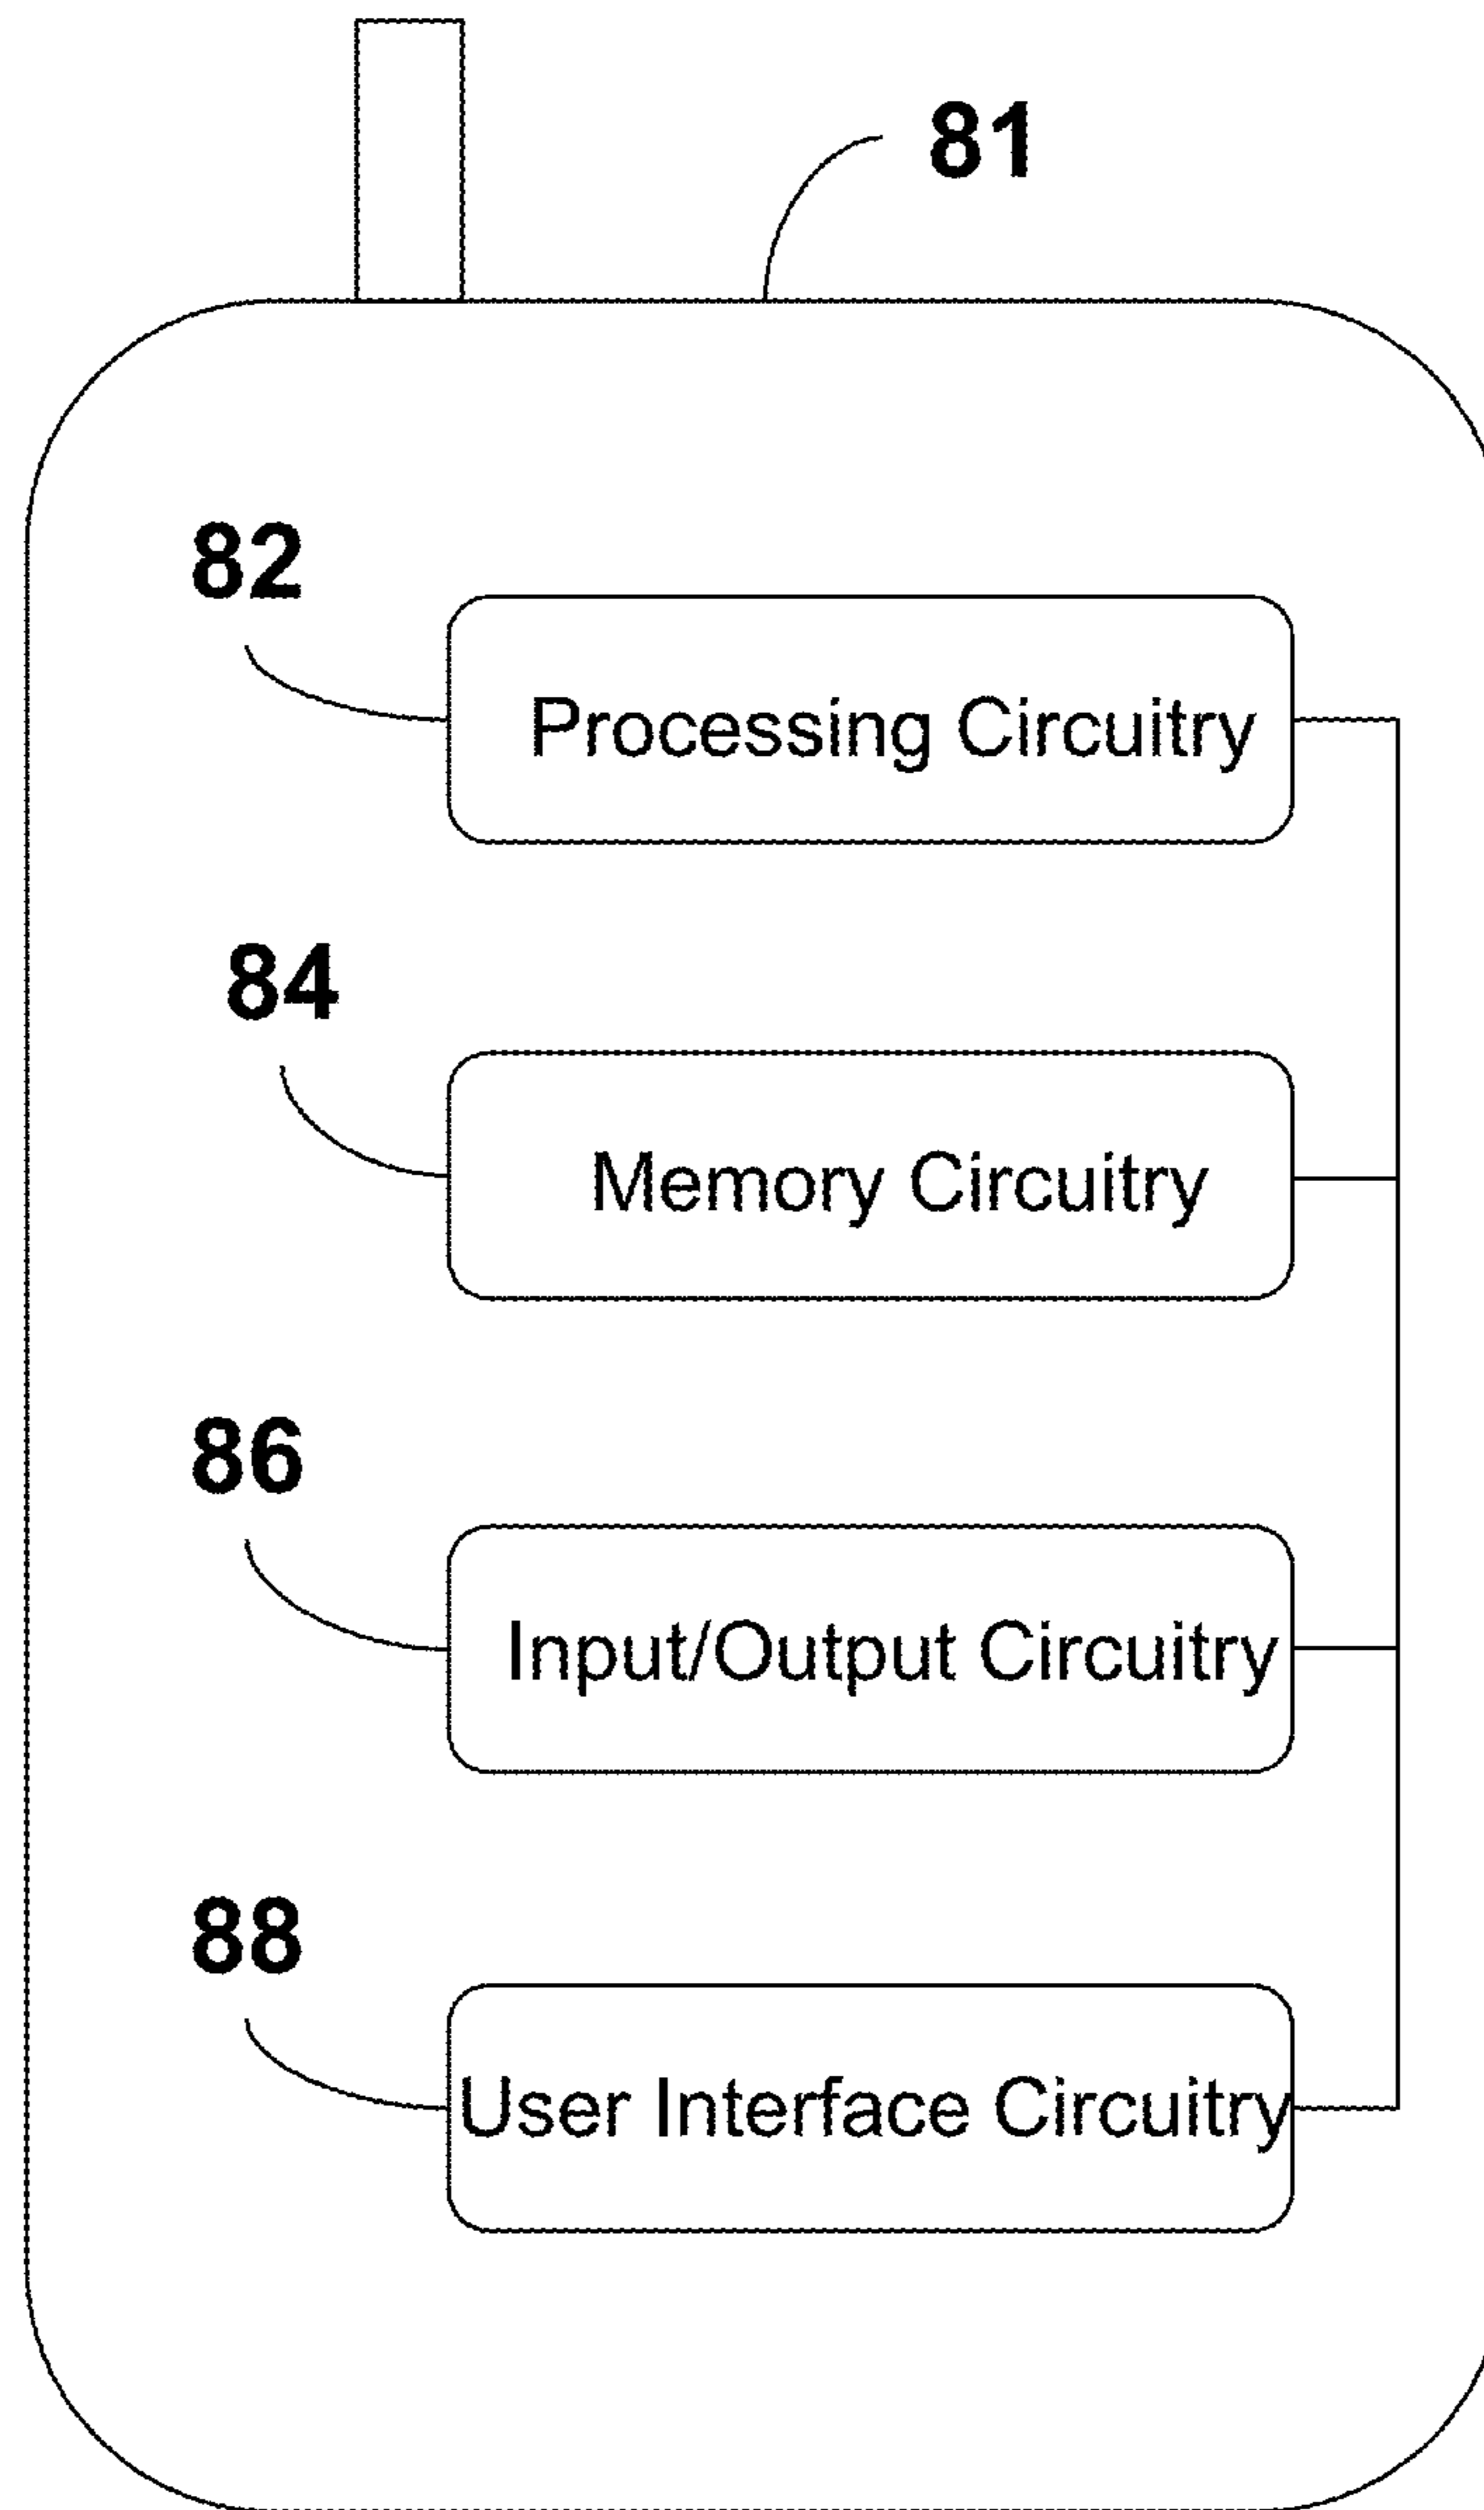 81
82
Processing Circuitry
84
Memory Circuitry
86
Input/Output Circuitry
88
User Interface Circuitry